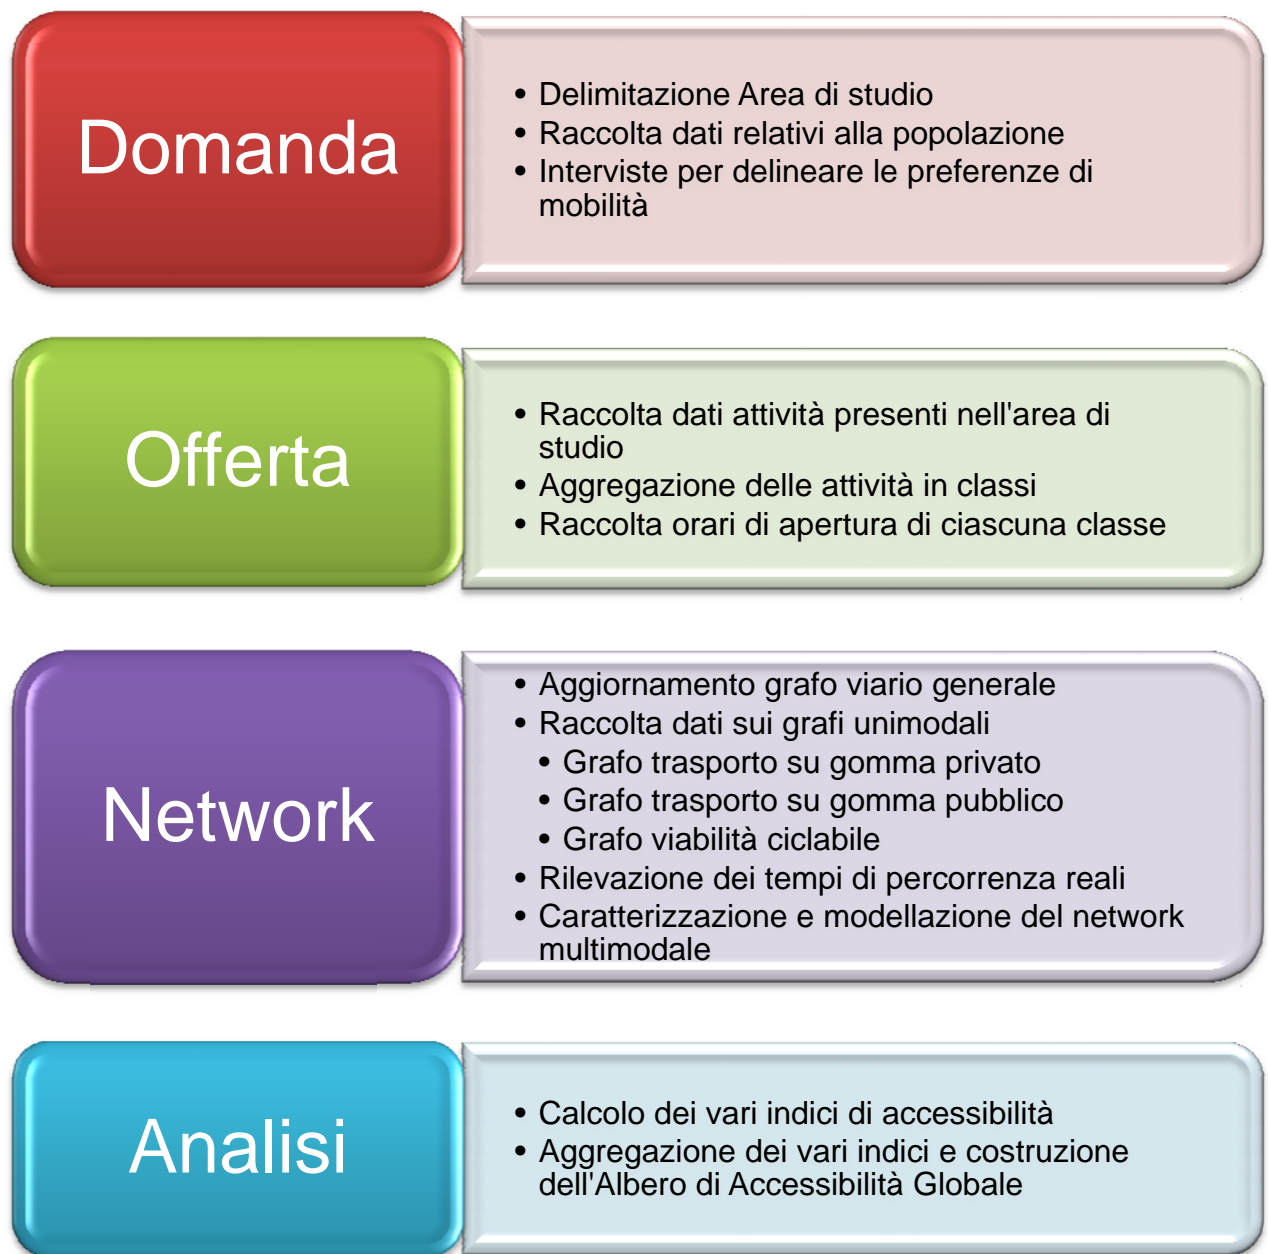 Domanda
• Delimitazione Area di studio
• Raccolta dati relativi alla popolazione
• Interviste per delineare le preferenze di
mobilità
Offerta
• Raccolta dati attività presenti nell'area di
studio
• Aggregazione delle attività in classi
• Raccolta orari di apertura di ciascuna classe
Network
• Aggiornamento grafo viario generale
• Raccolta dati sui grafi unimodali
• Grafo trasporto su gomma privato
• Grafo trasporto su gomma pubblico
• Grafo viabilità ciclabile
• Rilevazione dei tempi di percorrenza reali
• Caratterizzazione e modellazione del network
multimodale
Analisi
• Calcolo dei vari indici di accessibilità
• Aggregazione dei vari indici e costruzione
dell'Albero di Accessibilità Globale